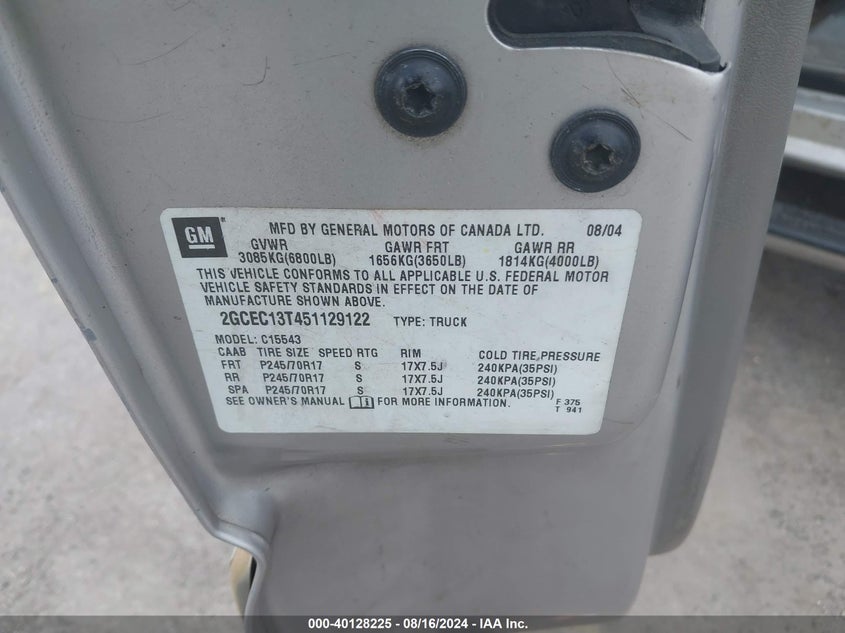 GM
MFD BY GENERAL MOTORS OF CANADA LTD. 08/04
GVWR GAWR FRT GAWR RR
3085KG(6800LB) 1656KG(3650LB) 1814KG(4000LB)
THIS VEHICLE CONFORMS TO ALL APPLICABLE U.S. FEDERAL MOTOR
VEHICLE SAFETY STANDARDS IN EFFECT ON THE DATE OF
MANUFACTURE SHOWN ABOVE.
2GCEC13T451129122 TYPE: TRUCK
MODEL: C15543
CAAB TIRE SIZE SPEED RTG RIM COLD TIRE PRESSURE
FRT P245/70R17 S 17X7.5J 240KPA(35PSI)
RR P245/70R17 S 17X7.5J 240KPA(35PSI)
SPA P245/70R17 S 17X7.5J 240KPA(35PSI)
SEE OWNER'S MANUAL FOR MORE INFORMATION.
F 375
T 941
000-40128225 - 08/16/2024 - IAA Inc.